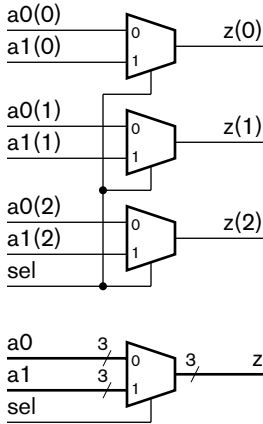 a0(0) z(0)
0
a1(0)
1
a0(1) z(1)
0
a1(1)
1
a0(2) z(2)
0
a1(2)
1
sel
a0 3 3 z
0
a1 3
1
sel